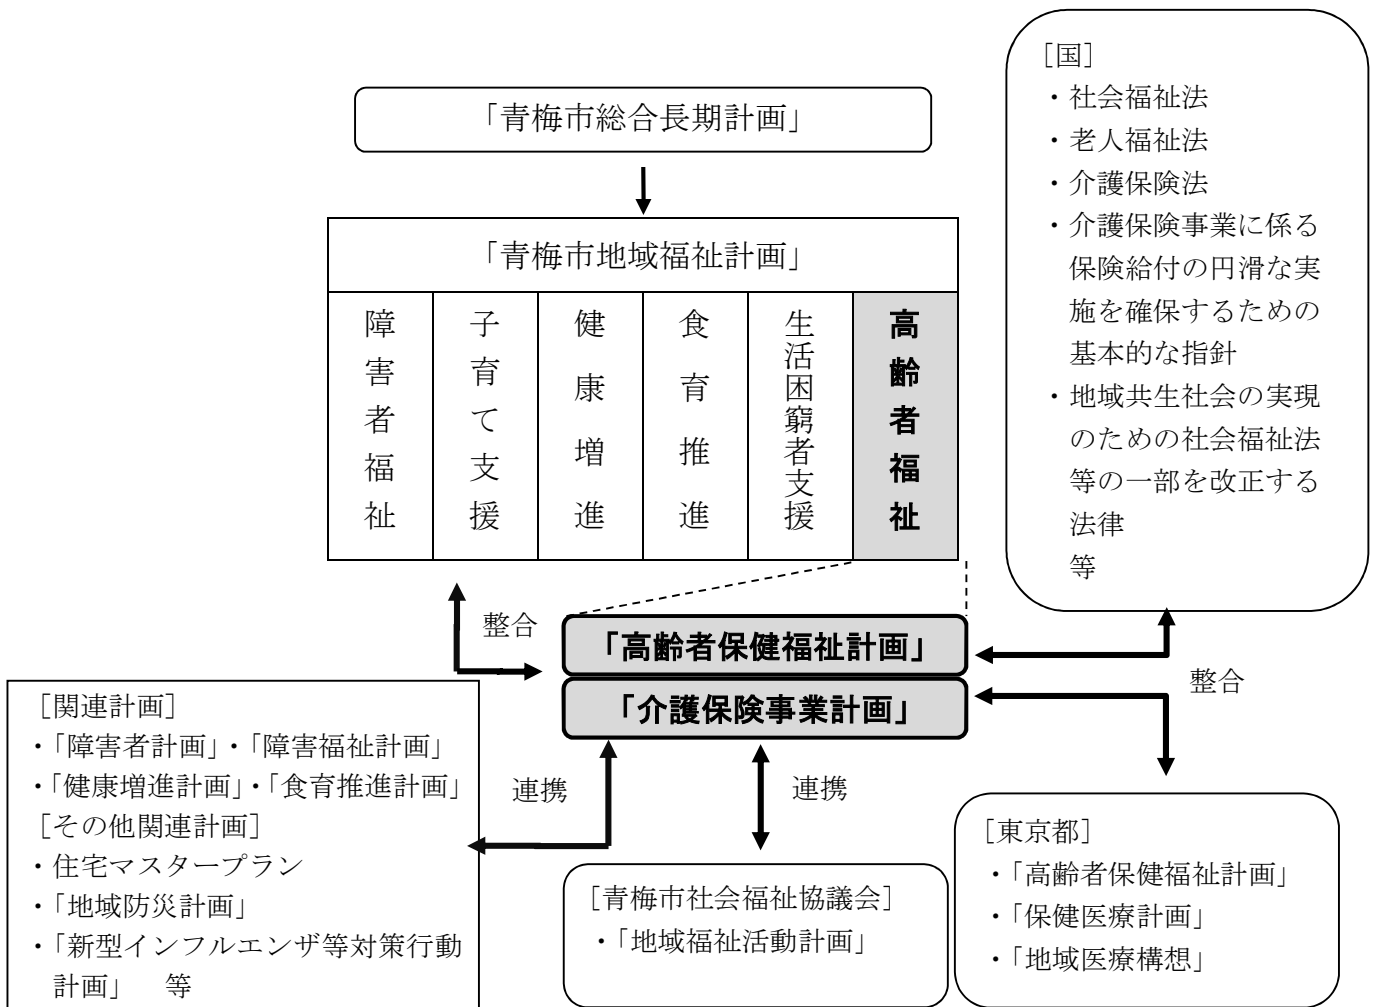 「青梅市総合長期計画」
「青梅市地域福祉計画」
障害者福祉
子育て支援
健康増進
食育推進
生活困窮者支援
高齢者福祉
［国］
・社会福祉法
・老人福祉法
・介護保険法
・介護保険事業に係る
保険給付の円滑な実
施を確保するための
基本的な指針
・地域共生社会の実現
のための社会福祉法
等の一部を改正する
法律
等
整合
「高齢者保健福祉計画」
「介護保険事業計画」
整合
［関連計画］
・「障害者計画」・「障害福祉計画」
・「健康増進計画」・「食育推進計画」
［その他関連計画］
・住宅マスタープラン
・「地域防災計画」
・「新型インフルエンザ等対策行動
計画」　等
連携
連携
［青梅市社会福祉協議会］
・「地域福祉活動計画」
［東京都］
・「高齢者保健福祉計画」
・「保健医療計画」
・「地域医療構想」